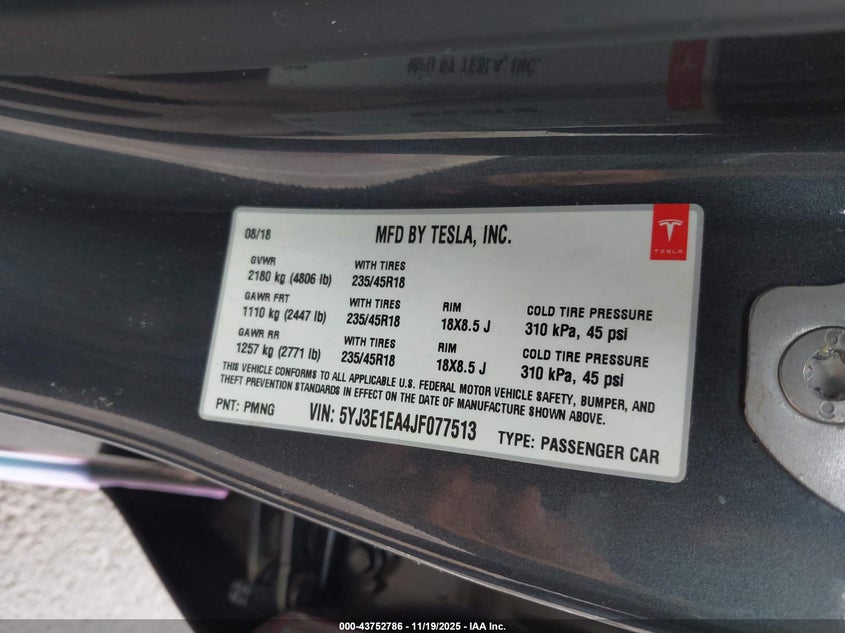 08/18
MFD BY TESLA, INC.
TESLA
GVWR
2180 kg (4806 lb)
WITH TIRES
235/45R18
GAWR FRT
1110 kg (2447 lb)
WITH TIRES
235/45R18
RIM
18X8.5 J
COLD TIRE PRESSURE
310 kPa, 45 psi
GAWR RR
1257 kg (2771 lb)
WITH TIRES
235/45R18
RIM
18X8.5 J
COLD TIRE PRESSURE
310 kPa, 45 psi
THIS VEHICLE CONFORMS TO ALL APPLICABLE U.S. FEDERAL MOTOR VEHICLE SAFETY, BUMPER, AND
THEFT PREVENTION STANDARDS IN EFFECT ON THE DATE OF MANUFACTURE SHOWN ABOVE.
PNT: PMNG
VIN: 5YJ3E1EA4JF077513
TYPE: PASSENGER CAR
000-43752786 - 11/19/2025 - IAA Inc.